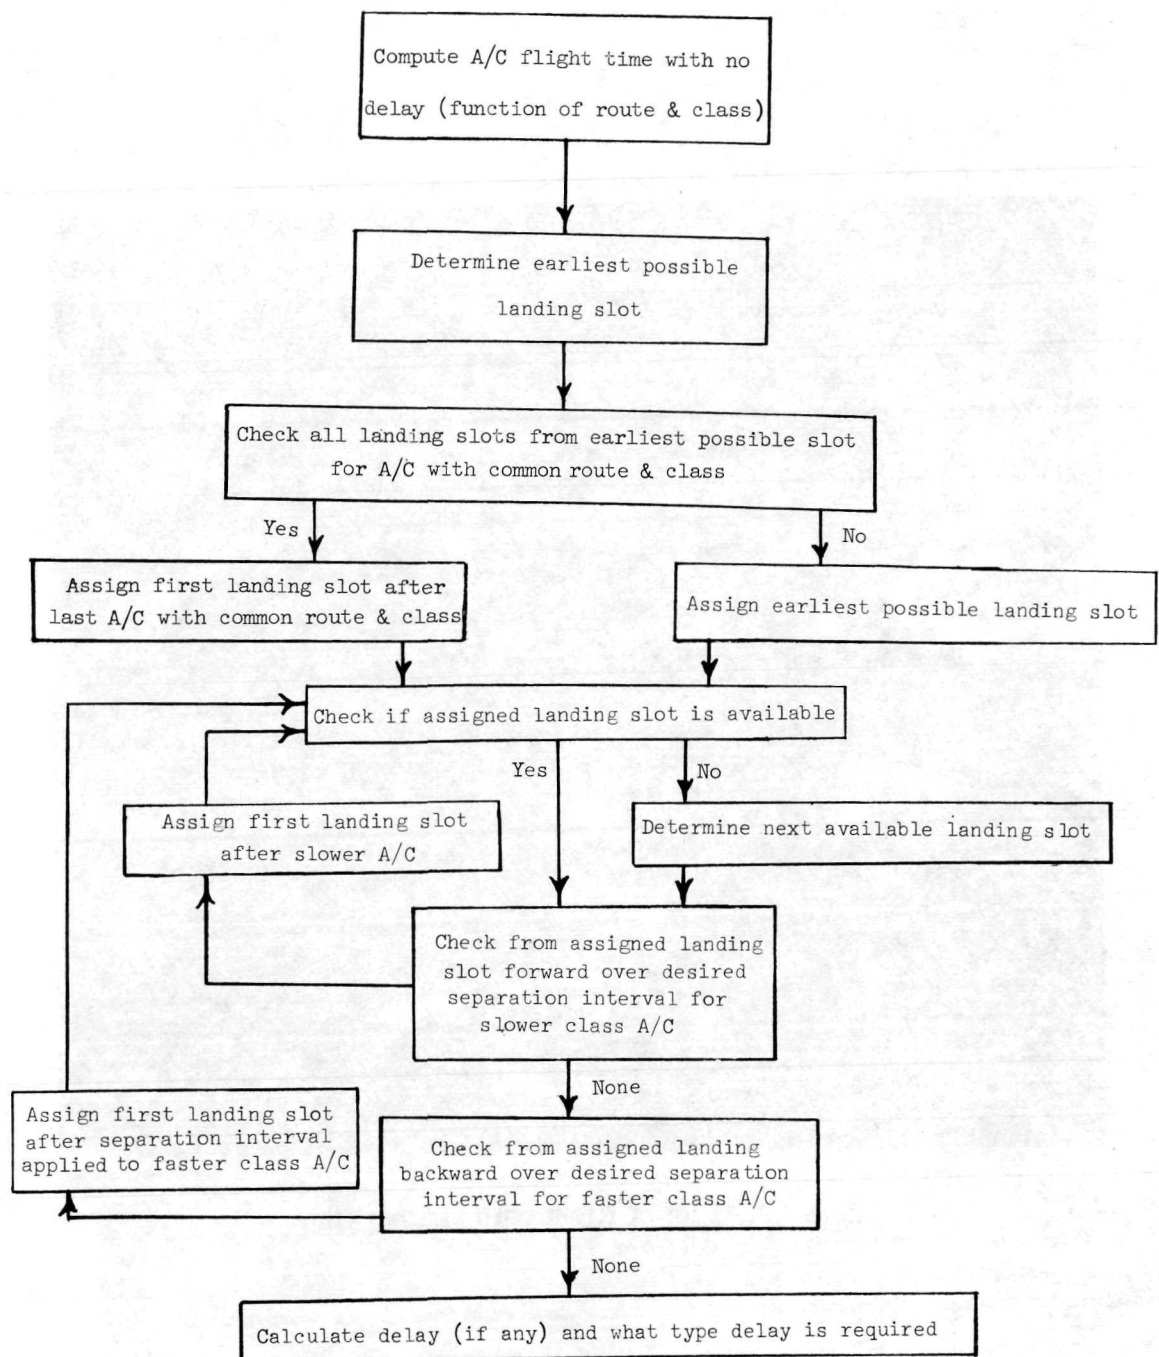 Compute A/C flight time with no
delay (function of route & class)
Determine earliest possible
landing slot
Check all landing slots from earliest possible slot
for A/C with common route & class
Yes
No
Assign first landing slot after
last A/C with common route & class
Assign earliest possible landing slot
Check if assigned landing slot is available
Yes
No
Assign first landing slot
after slower A/C
Determine next available landing slot
Check from assigned landing
slot forward over desired
separation interval for
slower class A/C
None
Assign first landing slot
after separation interval
applied to faster class A/C
Check from assigned landing
backward over desired separation
interval for faster class A/C
None
Calculate delay (if any) and what type delay is required